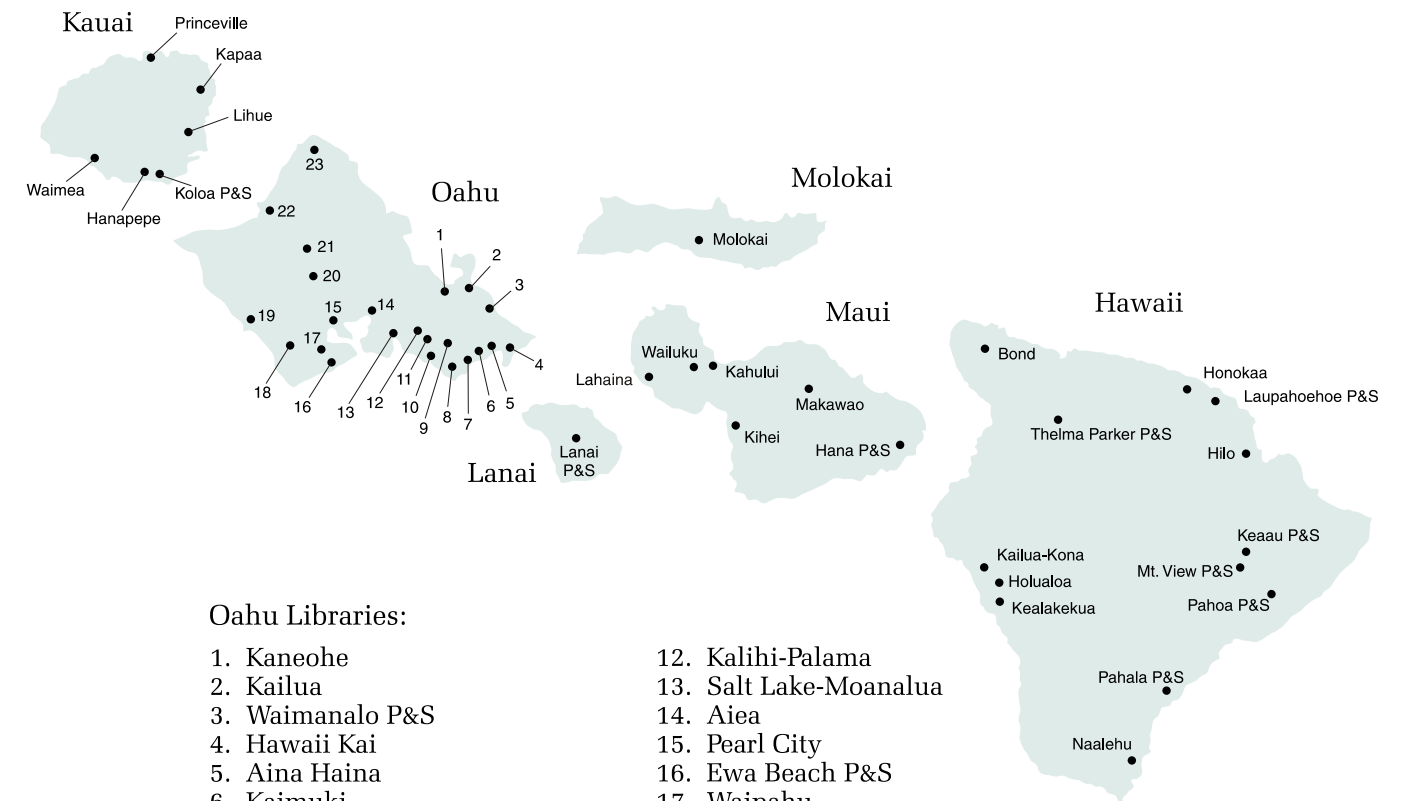 Kauai
Princeville
Kapaa
Lihue
Waimea
Koloa P&S
Hanapepe
Oahu
23
22
21
20
19
18
17
16
15
14
13
12
11
10
9
8
7
6
5
4
3
2
1
Molokai
Molokai
Maui
Wailuku
Kahului
Lahaina
Makawao
Kihei
Hana P&S
Lanai
Lanai
P&S
Hawaii
Bond
Honokaa
Laupahoehoe P&S
Thelma Parker P&S
Hilo
Keaau P&S
Kailua-Kona
Mt. View P&S
Holualoa
Kealakekua
Pahoa P&S
Pahala P&S
Naalehu
Oahu Libraries:
1. Kaneohe
2. Kailua
3. Waimanalo P&S
4. Hawaii Kai
5. Aina Haina
6. Kaimuki
12. Kalihi-Palama
13. Salt Lake-Moanalua
14. Aiea
15. Pearl City
16. Ewa Beach P&S
17. Waipahu